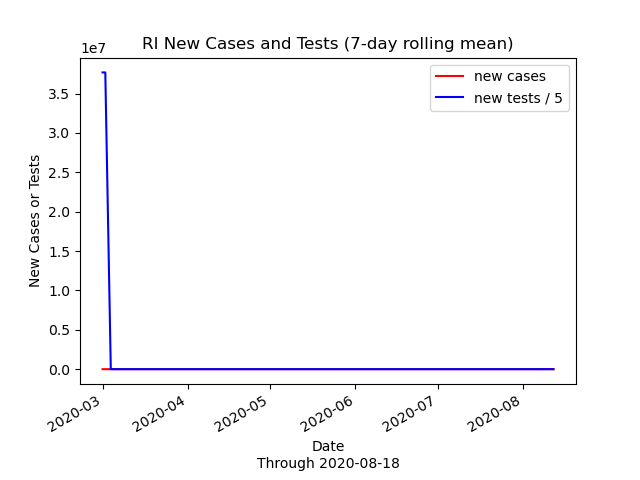 RI New Cases and Tests (7-day rolling mean)
1e7
new cases
new tests / 5
3.5
3.0
2.5
2.0
1.5
1.0
0.5
0.0
New Cases or Tests
2020-03
2020-04
2020-05
2020-06
2020-07
2020-08
Date
Through 2020-08-18